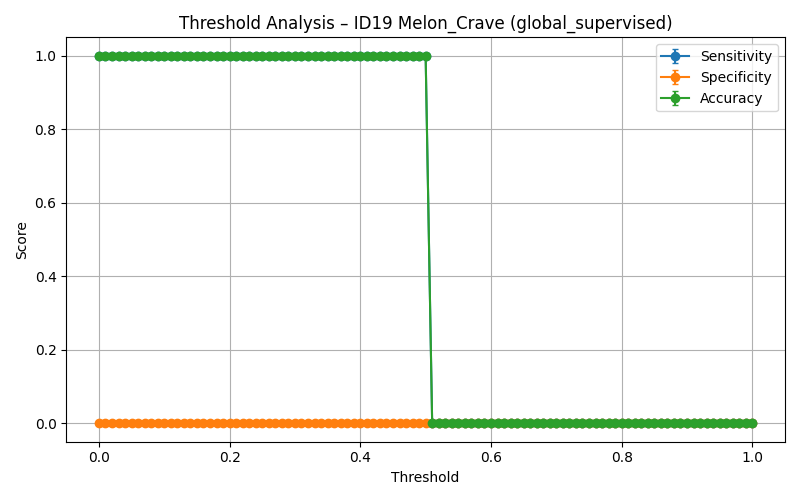 Threshold Analysis – ID19 Melon_Crave (global_supervised)
Sensitivity
Specificity
Accuracy
1.0
0.8
0.6
0.4
0.2
0.0
Score
0.0 0.2 0.4 0.6 0.8 1.0
Threshold